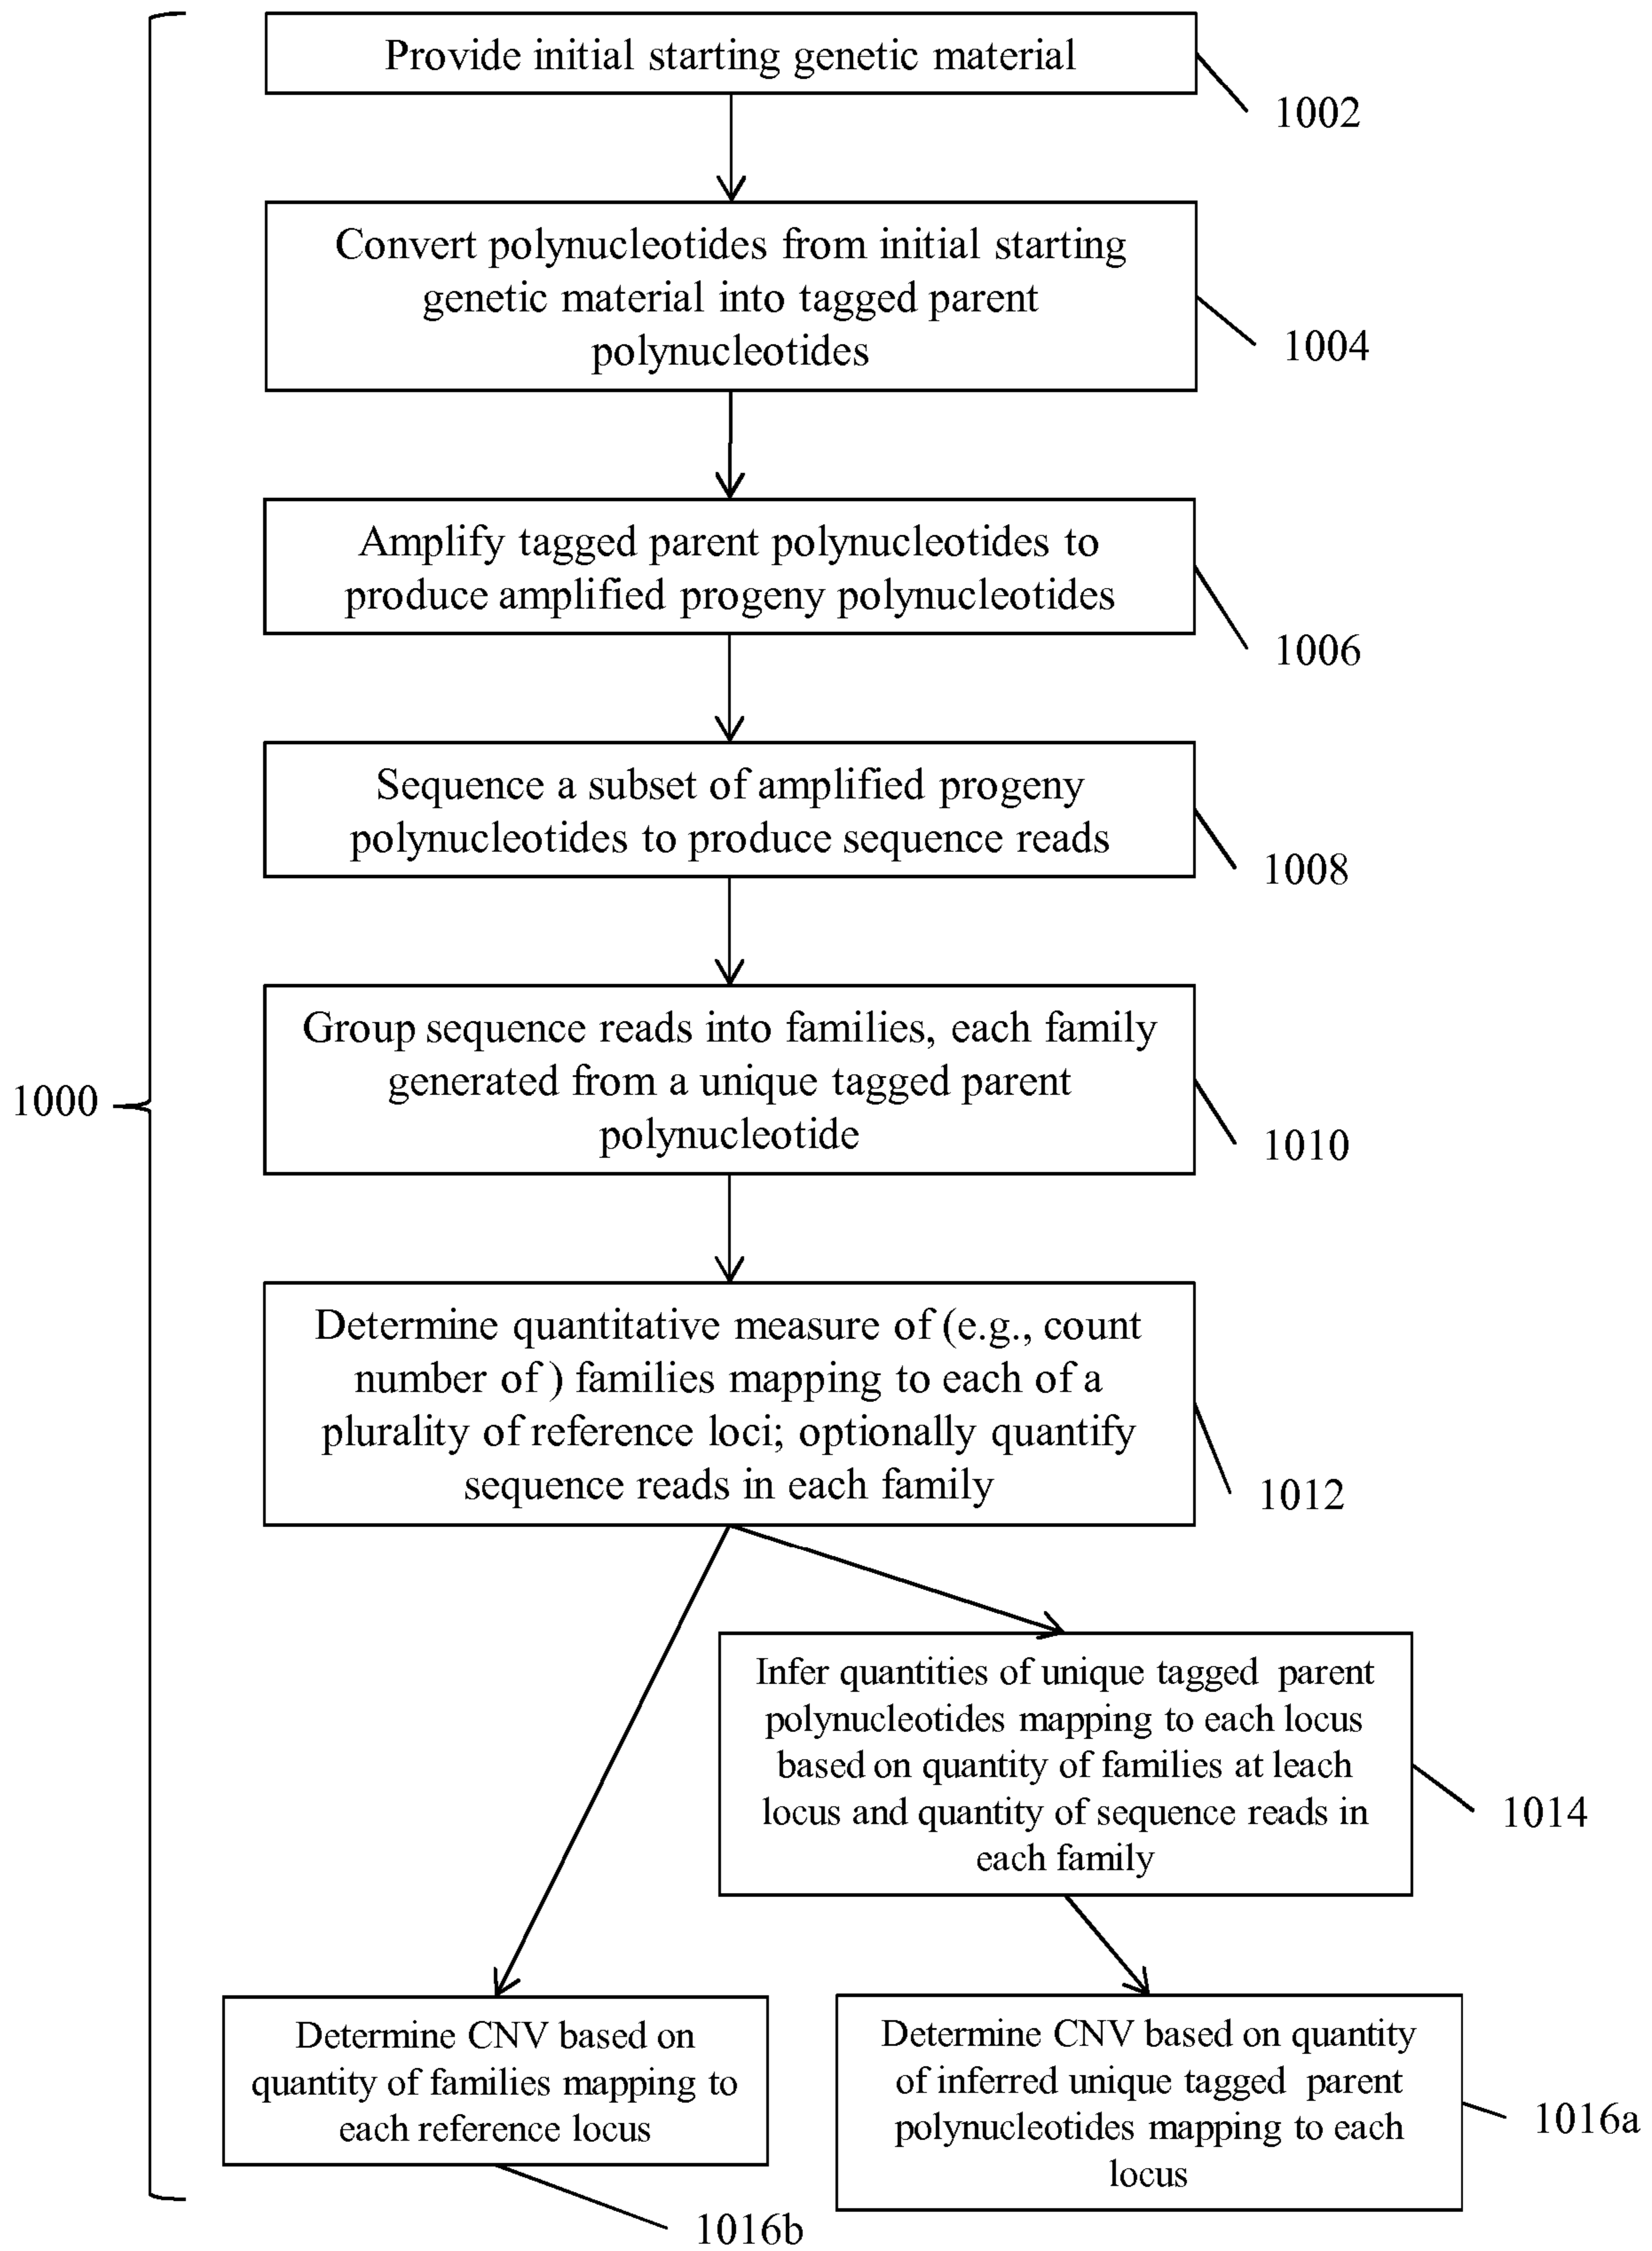 Provide initial starting genetic material
1002
Convert polynucleotides from initial starting
genetic material into tagged parent
polynucleotides
1004
Amplify tagged parent polynucleotides to
produce amplified progeny polynucleotides
1006
Sequence a subset of amplified progeny
polynucleotides to produce sequence reads
1008
Group sequence reads into families, each family
generated from a unique tagged parent
polynucleotide
1010
1000
Determine quantitative measure of (e.g., count
number of ) families mapping to each of a
plurality of reference loci; optionally quantify
sequence reads in each family
1012
Infer quantities of unique tagged parent
polynucleotides mapping to each locus
based on quantity of families at leach
locus and quantity of sequence reads in
each family
1014
Determine CNV based on
quantity of families mapping to
each reference locus
1016b
Determine CNV based on quantity
of inferred unique tagged parent
polynucleotides mapping to each
locus
1016a